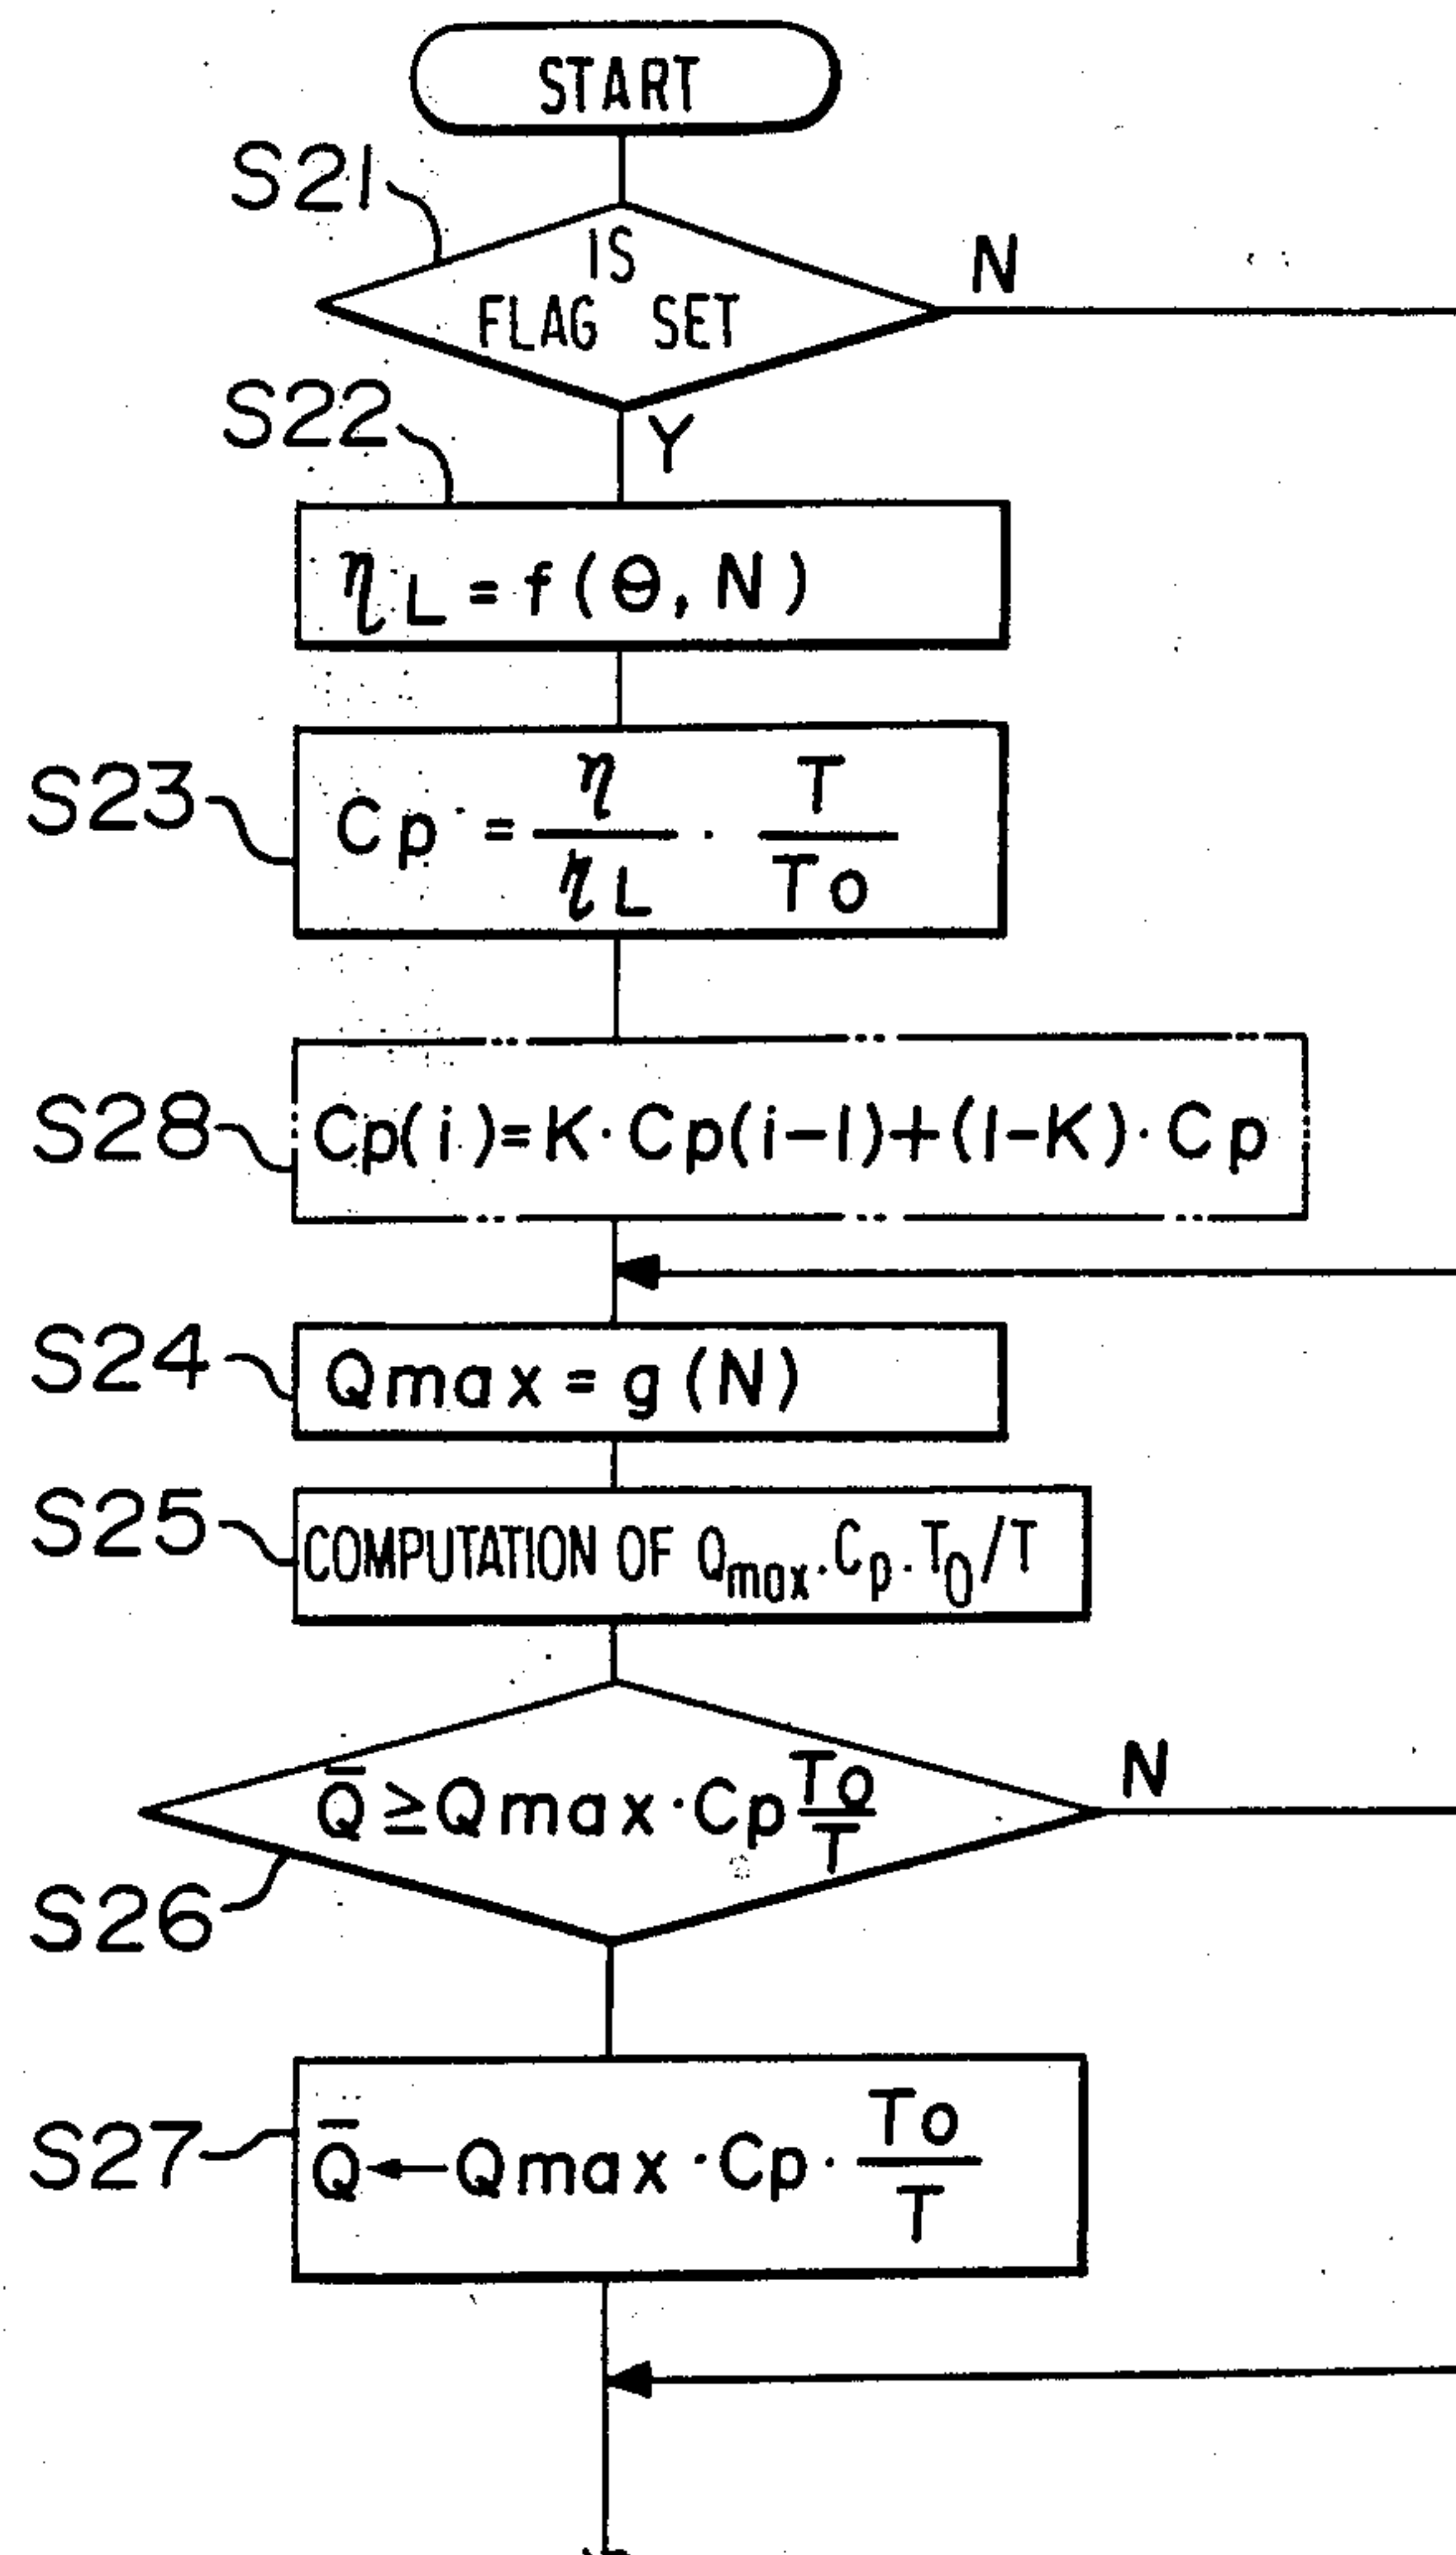 START
S21
IS
FLAG SET
N
S22
Y
ηL = f(Θ, N)
S23
Cp = η/ηL · T/To
S28
Cp(i)=K·Cp(i-1)+(1-K)·Cp
S24
Qmax = g(N)
S25
COMPUTATION OF Qmax·Cp·T0/T
S26
Q̄ ≥ Qmax·Cp To/T
N
S27
Q̄ ← Qmax·Cp· To/T